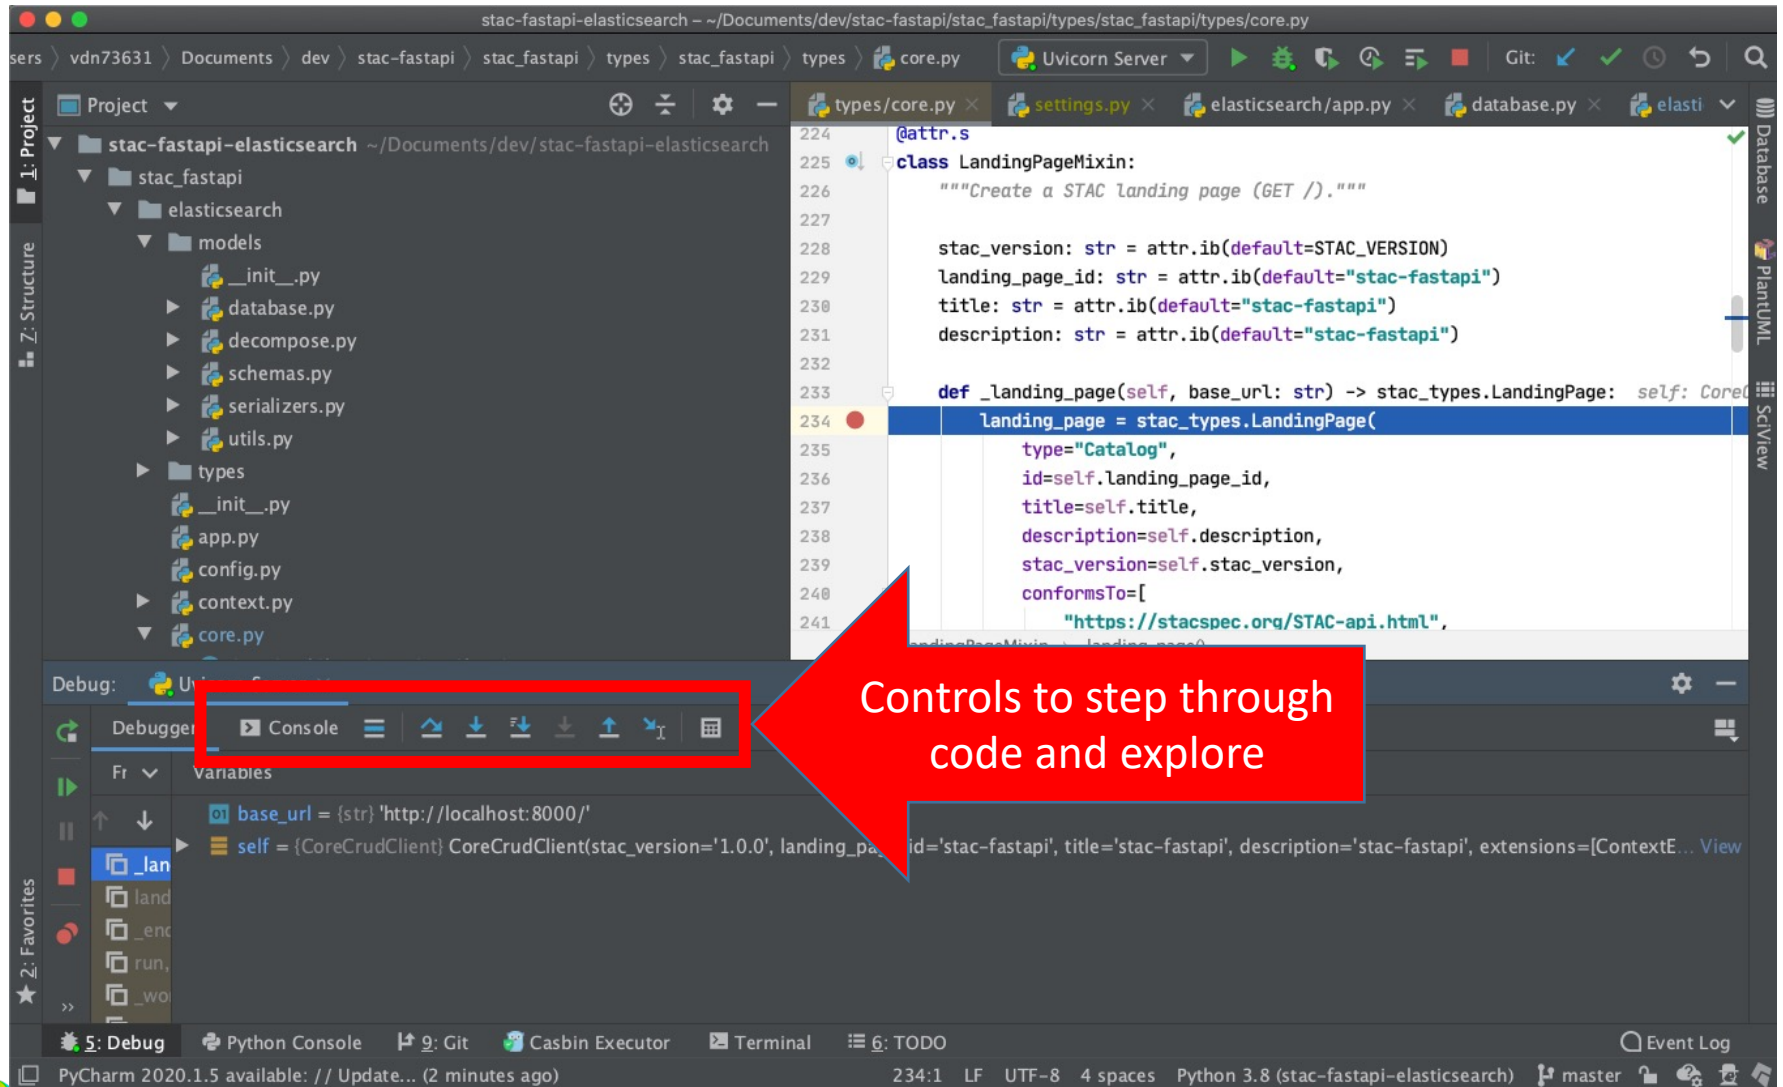 stac-fastapi-elasticsearch – ~/Documents/dev/stac-fastapi/stac_fastapi/types/stac_fastapi/types/core.py
sers 〉 vdn73631 〉 Documents 〉 dev 〉 stac-fastapi 〉 stac_fastapi 〉 types 〉 stac_fastapi 〉 types 〉 core.py Uvicorn Server Git:
Project
types/core.py × settings.py × elasticsearch/app.py × database.py × elasti
1: Project
7: Structure
2: Favorites
stac-fastapi-elasticsearch ~/Documents/dev/stac-fastapi-elasticsearch
stac_fastapi
elasticsearch
models
__init__.py
database.py
decompose.py
schemas.py
serializers.py
utils.py
types
__init__.py
app.py
config.py
context.py
core.py
224 @attr.s
225 class LandingPageMixin:
226 """Create a STAC landing page (GET /)."""
227
228 stac_version: str = attr.ib(default=STAC_VERSION)
229 landing_page_id: str = attr.ib(default="stac-fastapi")
230 title: str = attr.ib(default="stac-fastapi")
231 description: str = attr.ib(default="stac-fastapi")
232
233 def _landing_page(self, base_url: str) -> stac_types.LandingPage: self: CoreC
234 landing_page = stac_types.LandingPage(
235 type="Catalog",
236 id=self.landing_page_id,
237 title=self.title,
238 description=self.description,
239 stac_version=self.stac_version,
240 conformsTo=[
241 "https://stacspec.org/STAC-api.html",
Database
PlantUML
SciView
Debug:
Controls to step through
code and explore
Debugger Console
Fr Variables
base_url = {str} 'http://localhost:8000/'
self = {CoreCrudClient} CoreCrudClient(stac_version='1.0.0', landing_pa id='stac-fastapi', title='stac-fastapi', description='stac-fastapi', extensions=[ContextE... View
_lan
land
_end
run,
_wo
5: Debug Python Console 9: Git Casbin Executor Terminal 6: TODO Event Log
PyCharm 2020.1.5 available: // Update... (2 minutes ago) 234:1 LF UTF-8 4 spaces Python 3.8 (stac-fastapi-elasticsearch) master